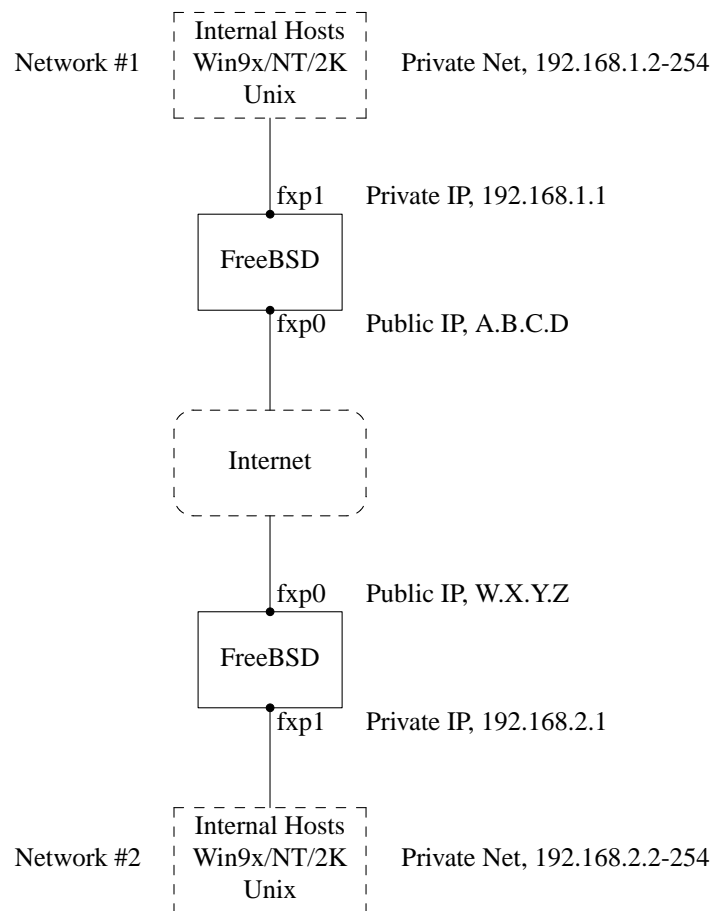 Internal Hosts
Network #1 Win9x/NT/2K Private Net, 192.168.1.2-254
Unix
fxp1 Private IP, 192.168.1.1
FreeBSD
fxp0 Public IP, A.B.C.D
Internet
fxp0 Public IP, W.X.Y.Z
FreeBSD
fxp1 Private IP, 192.168.2.1
Internal Hosts
Network #2 Win9x/NT/2K Private Net, 192.168.2.2-254
Unix